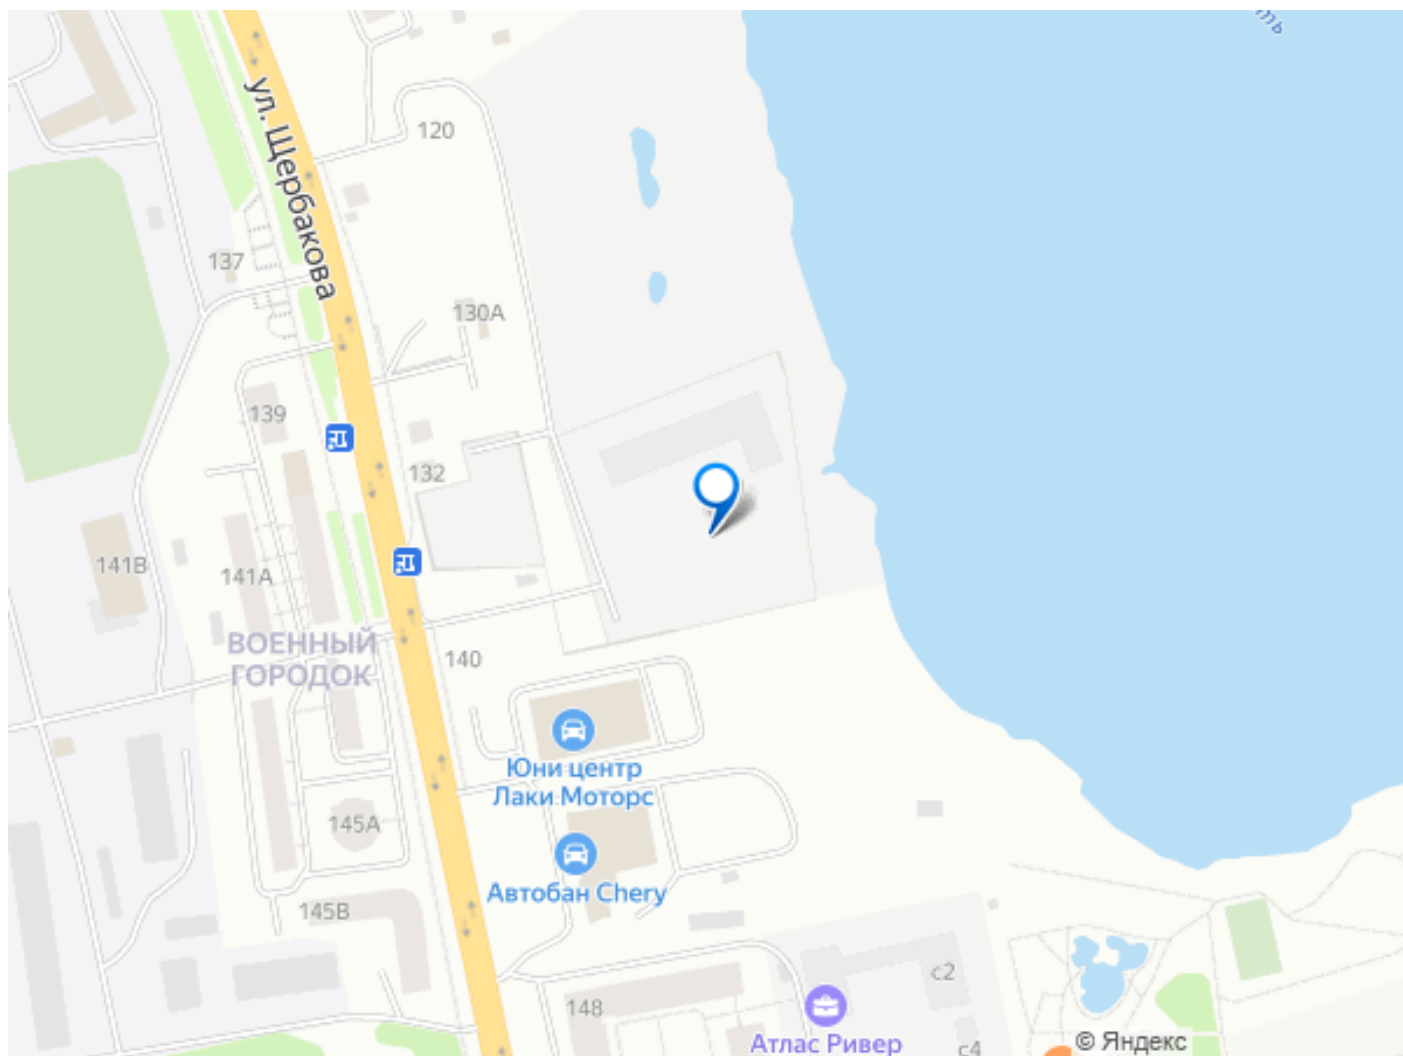 ть
ул. Щербакова
120
137
130А
139
132
141В
141А
ВОЕННЫЙ
ГОРОДОК
140
Юни центр
Лаки Моторс
145А
Автобан Chery
145В
с2
148
Атлас Ривер
с4
© Яндекс